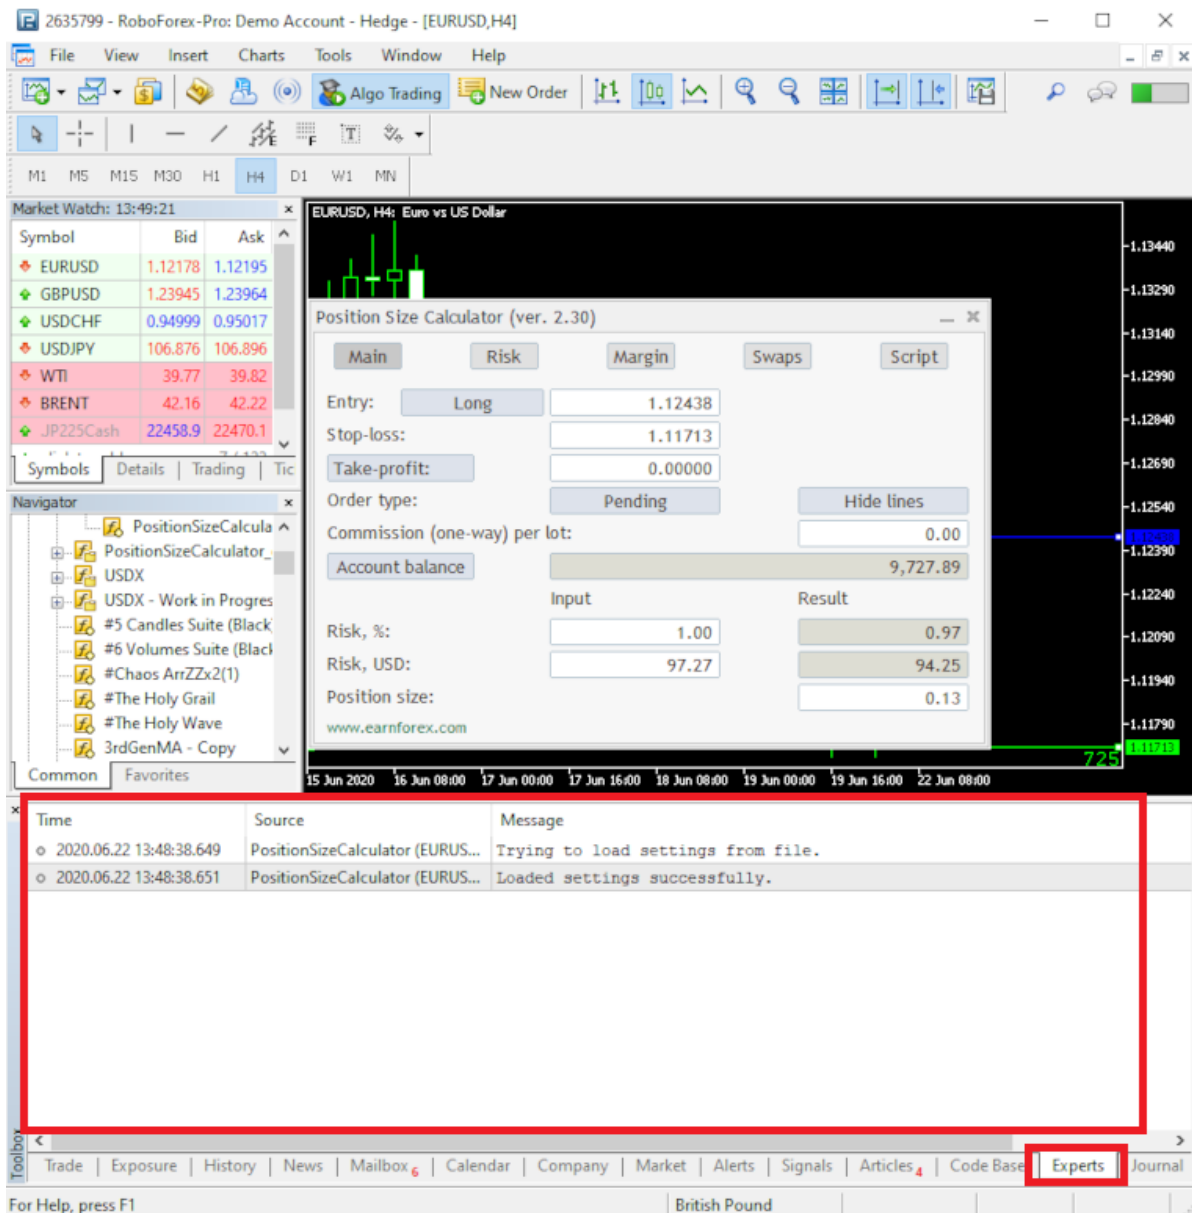 2635799 - RoboForex-Pro: Demo Account - Hedge - [EURUSD,H4]
File View Insert Charts Tools Window Help
Algo Trading New Order
E F T
M1 M5 M15 M30 H1 H4 D1 W1 MN
Market Watch: 13:49:21
Symbol Bid Ask
EURUSD 1.12178 1.12195
GBPUSD 1.23945 1.23964
USDCHF 0.94999 0.95017
USDJPY 106.876 106.896
WTI 39.77 39.82
BRENT 42.16 42.22
JP225Cash 22458.9 22470.1
Symbols Details Trading Tic
Navigator
PositionSizeCalcula
PositionSizeCalculator_
USDX
USDX - Work in Progres
#5 Candles Suite (Black
#6 Volumes Suite (Black
#Chaos ArrZZx2(1)
#The Holy Grail
#The Holy Wave
3rdGenMA - Copy
Common Favorites
EURUSD, H4: Euro vs US Dollar
Position Size Calculator (ver. 2.30)
Main Risk Margin Swaps Script
Entry: Long 1.12438
Stop-loss: 1.11713
Take-profit: 0.00000
Order type: Pending Hide lines
Commission (one-way) per lot: 0.00
Account balance 9,727.89
Input Result
Risk, %: 1.00 0.97
Risk, USD: 97.27 94.25
Position size: 0.13
www.earnforex.com
1.13440
1.13290
1.13140
1.12990
1.12840
1.12690
1.12540
1.12390
1.12240
1.12090
1.11940
1.11790
1.11713
725
15 Jun 2020 16 Jun 08:00 17 Jun 00:00 17 Jun 16:00 18 Jun 08:00 19 Jun 00:00 19 Jun 16:00 22 Jun 08:00
Time Source Message
2020.06.22 13:48:38.649 PositionSizeCalculator (EURUS... Trying to load settings from file.
2020.06.22 13:48:38.651 PositionSizeCalculator (EURUS... Loaded settings successfully.
Toolbox
Trade Exposure History News Mailbox 6 Calendar Company Market Alerts Signals Articles 4 Code Base Experts Journal
For Help, press F1 British Pound